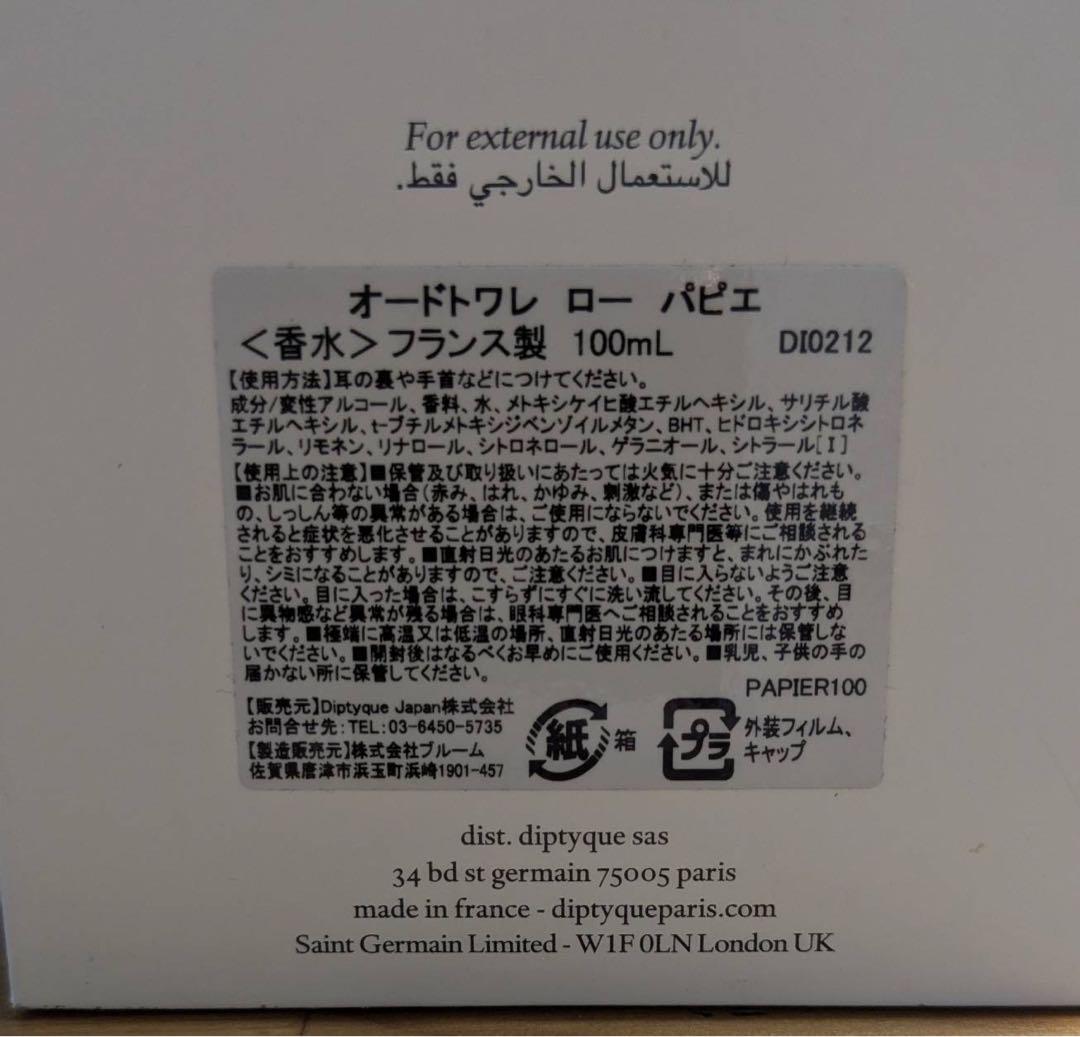 For external use only.
للاستعمال الخارجي فقط.
オードトワレ ロー パピエ
＜香水＞フランス製 100mL DI0212
【使用方法】耳の裏や手首などにつけてください。
成分/変性アルコール、香料、水、メトキシケイヒ酸エチルヘキシル、サリチル酸
エチルヘキシル、t-ブチルメトキシジベンゾイルメタン、BHT、ヒドロキシシトロネ
ラール、リモネン、リナロール、シトロネロール、ゲラニオール、シトラール[I]
【使用上の注意】■保管及び取り扱いにあたっては火気に十分ご注意ください。
■お肌に合わない場合(赤み、はれ、かゆみ、刺激など)、または傷やはれも
の、しっしん等の異常がある場合は、ご使用にならないでください。使用を継続
されると症状を悪化させることがありますので、皮膚科専門医等にご相談される
ことをおすすめします。■直射日光のあたるお肌につけますと、まれにかぶれた
り、シミになることがありますので、ご注意ください。■目に入らないようご注意
ください。目に入った場合は、こすらずにすぐに洗い流してください。その後、目
に異物感など異常が残る場合は、眼科専門医へご相談されることをおすすめ
します。■極端に高温又は低温の場所、直射日光のあたる場所には保管しな
いでください。■開封後はなるべくお早めにご使用ください。■乳児、子供の手の
届かない所に保管してください。
PAPIER100
【販売元】Diptyque Japan株式会社
お問合せ先:TEL:03-6450-5735
【製造販売元】株式会社ブルーム
佐賀県唐津市浜玉町浜崎1901-457
紙 箱
プラ 外装フィルム、
キャップ
dist. diptyque sas
34 bd st germain 75005 paris
made in france - diptyqueparis.com
Saint Germain Limited - W1F 0LN London UK